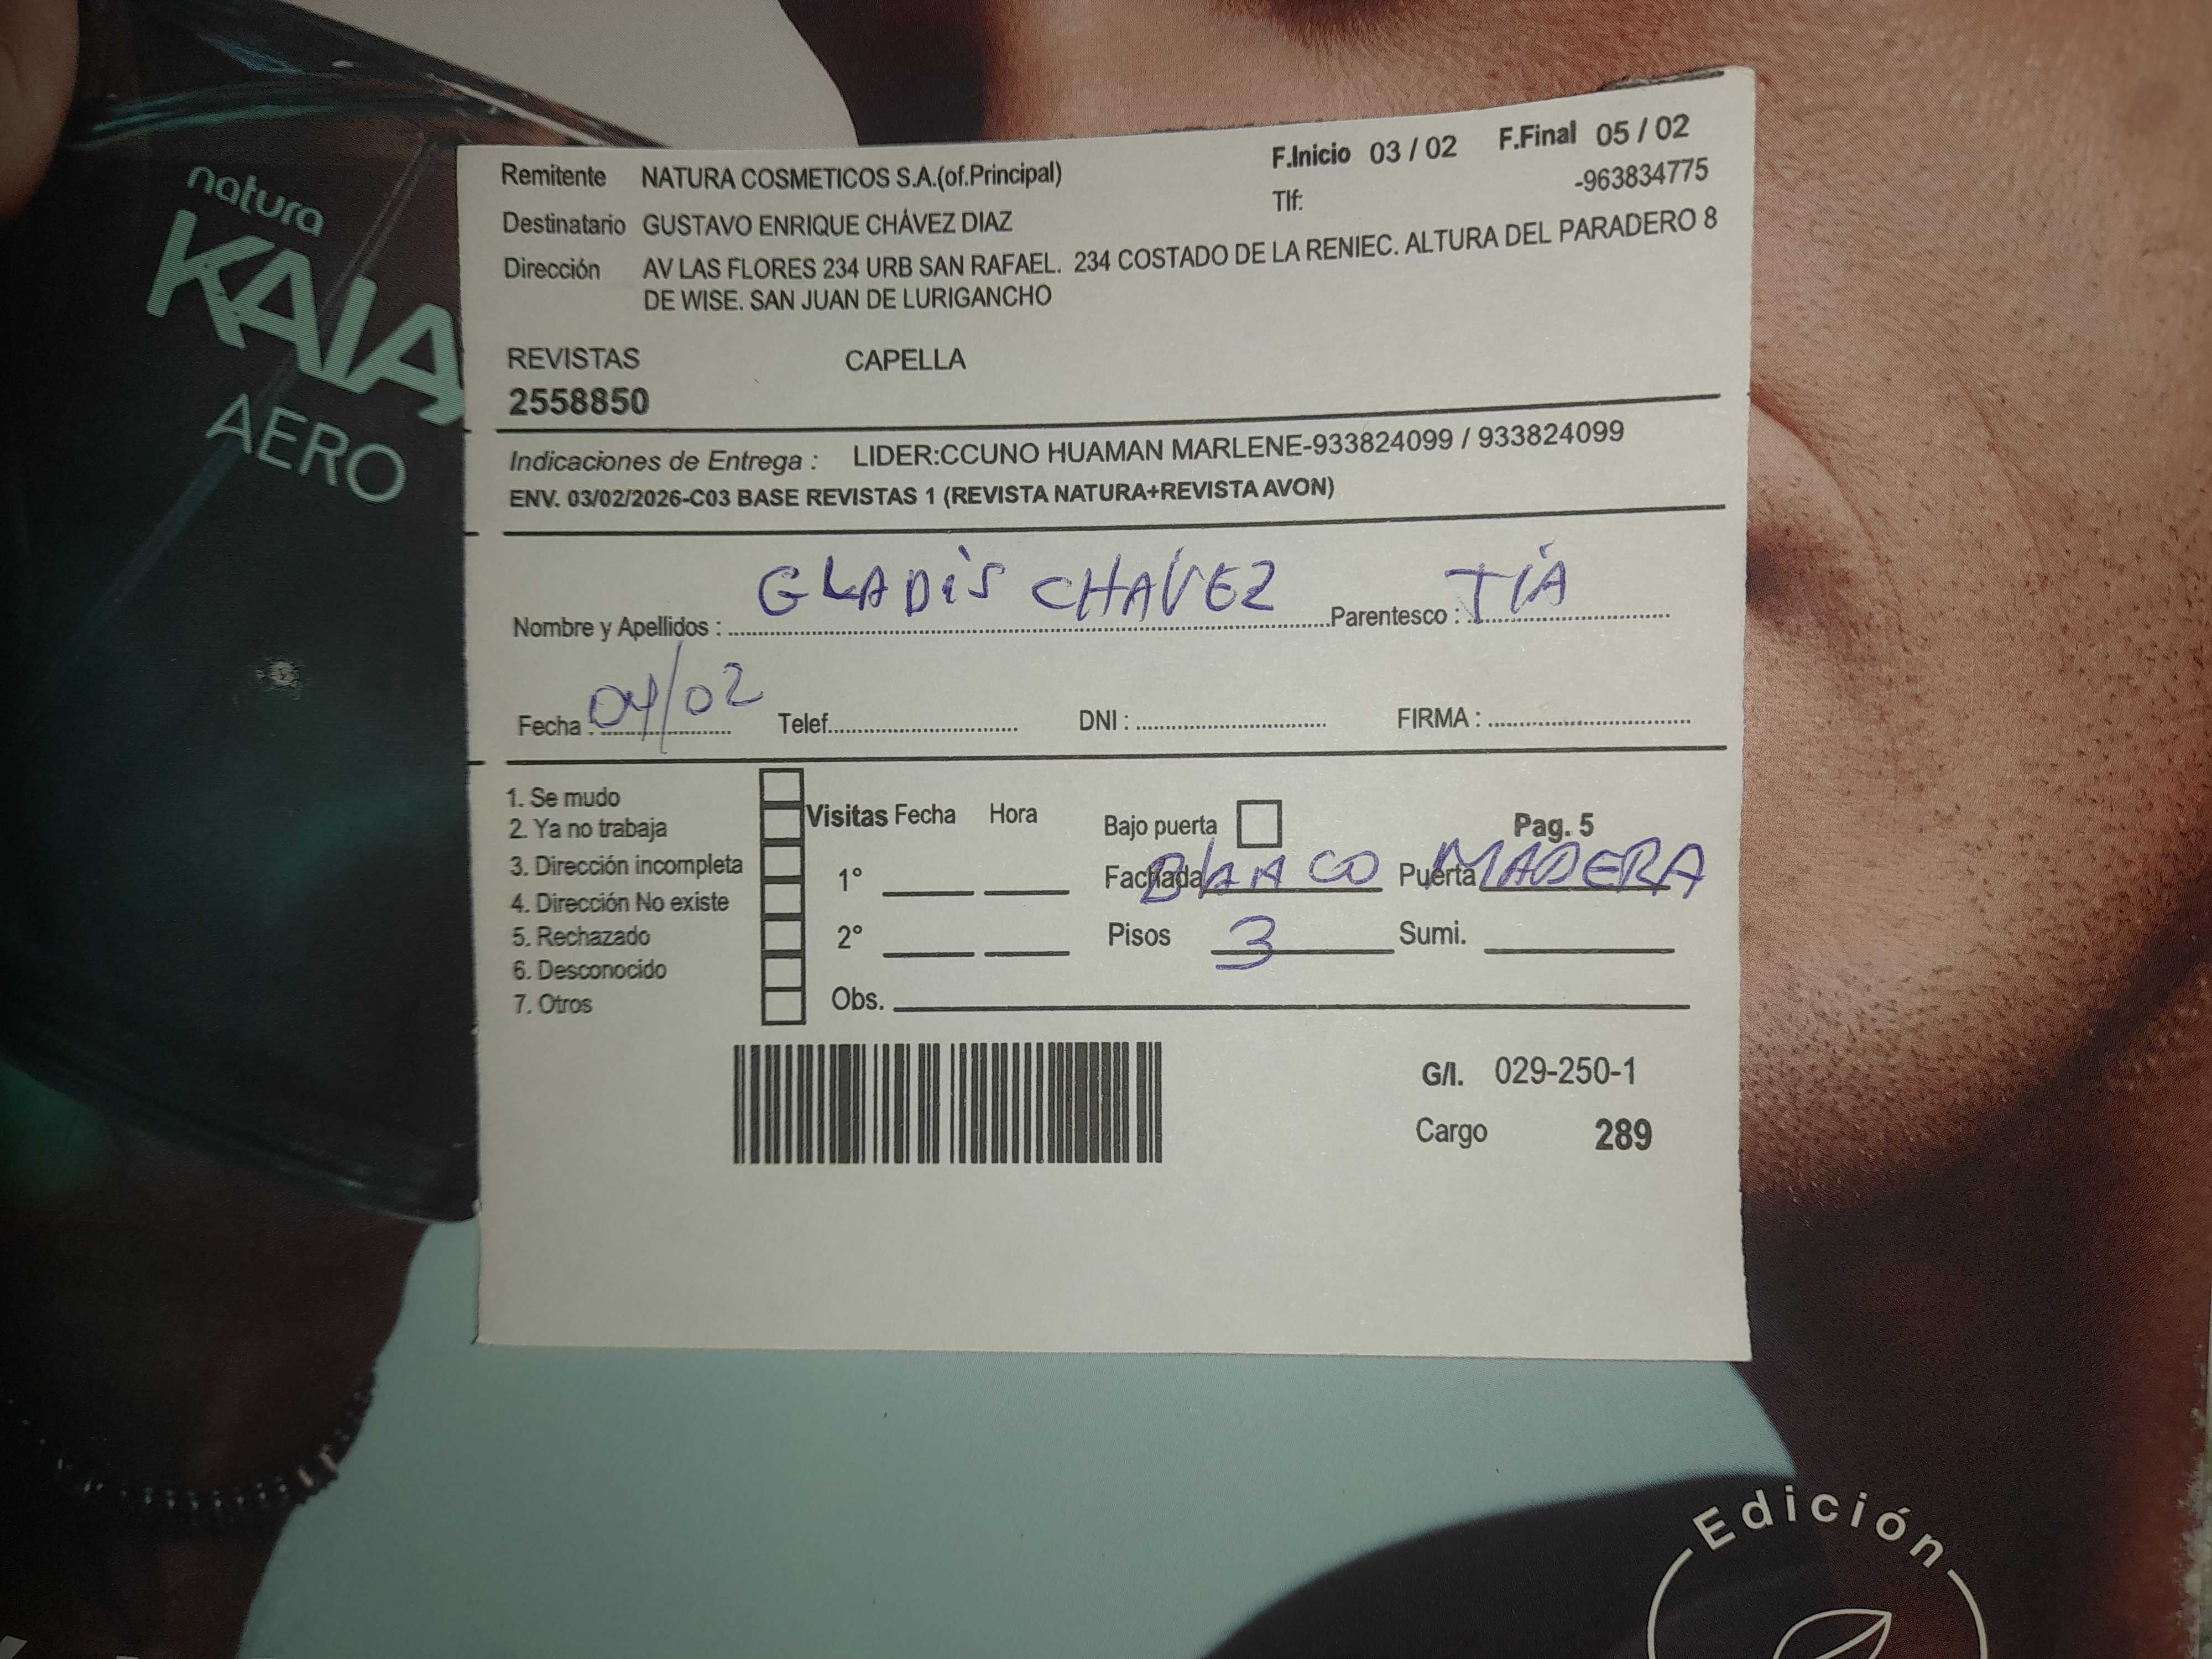 natura
KAIA
AERO
Remitente NATURA COSMETICOS S.A.(of.Principal) F.Inicio 03 / 02 F.Final 05 / 02
Tlf: -963834775
Destinatario GUSTAVO ENRIQUE CHÁVEZ DIAZ
Dirección AV LAS FLORES 234 URB SAN RAFAEL. 234 COSTADO DE LA RENIEC. ALTURA DEL PARADERO 8
DE WISE. SAN JUAN DE LURIGANCHO
REVISTAS CAPELLA
2558850
Indicaciones de Entrega : LIDER:CCUNO HUAMAN MARLENE-933824099 / 933824099
ENV. 03/02/2026-C03 BASE REVISTAS 1 (REVISTA NATURA+REVISTA AVON)
Nombre y Apellidos : GLADIS CHÁVEZ Parentesco : TÍA
Fecha : 04/02 Telef. DNI : FIRMA :
1. Se mudo
2. Ya no trabaja
3. Dirección incompleta
4. Dirección No existe
5. Rechazado
6. Desconocido
7. Otros
Visitas Fecha Hora
1°
2°
Obs.
Bajo puerta Pag. 5
Fachada BLANCO Puerta MADERA
Pisos 3 Sumi.
G/I. 029-250-1
Cargo 289
Edición